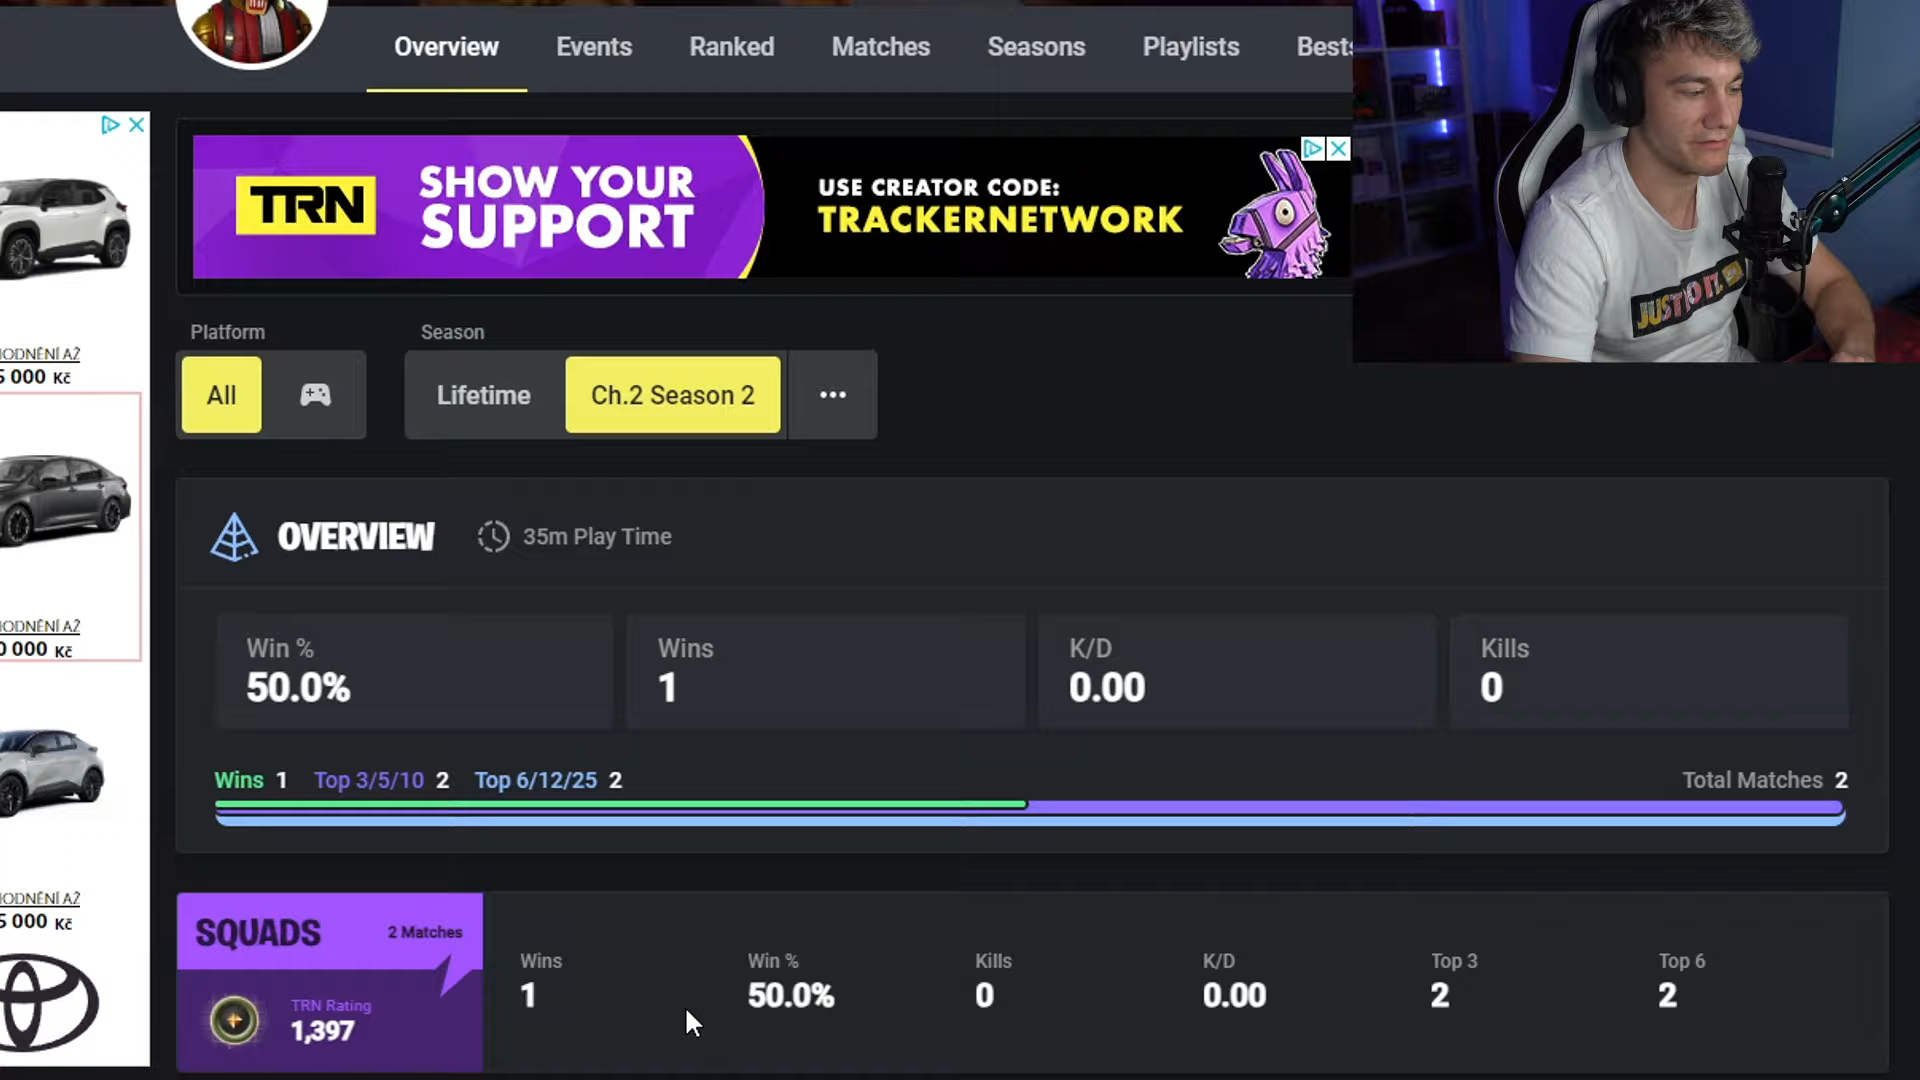 Overview Events Ranked Matches Seasons Playlists
TRN
SHOW YOUR
SUPPORT
USE CREATOR CODE:
TRACKERNETWORK
JUST DO IT.
Platform
Season
All
Lifetime
Ch.2 Season 2
•••
OVERVIEW
35m Play Time
Win %
50.0%
Wins
1
K/D
0.00
Kills
0
Wins 1 Top 3/5/10 2 Top 6/12/25 2
Total Matches 2
SQUADS
2 Matches
TRN Rating
1,397
Wins
1
Win %
50.0%
Kills
0
K/D
0.00
Top 3
2
Top 6
2
ODNĚNÍ AŽ
5 000 Kč
ODNĚNÍ AŽ
0 000 Kč
ODNĚNÍ AŽ
5 000 Kč